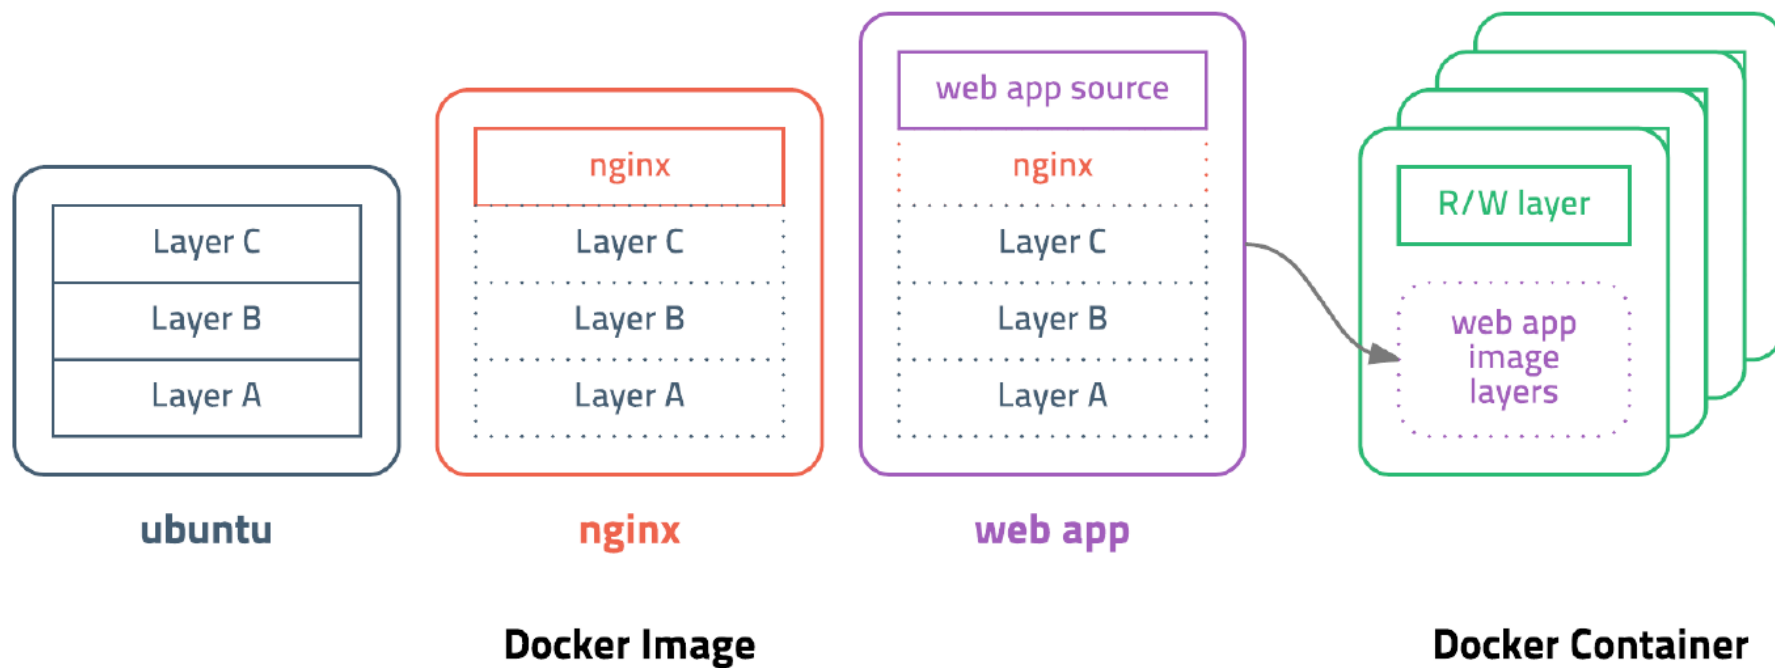 Layer C
Layer B
Layer A
ubuntu
nginx
Layer C
Layer B
Layer A
nginx
web app source
nginx
Layer C
Layer B
Layer A
web app
R/W layer
web app
image
layers
Docker Image
Docker Container